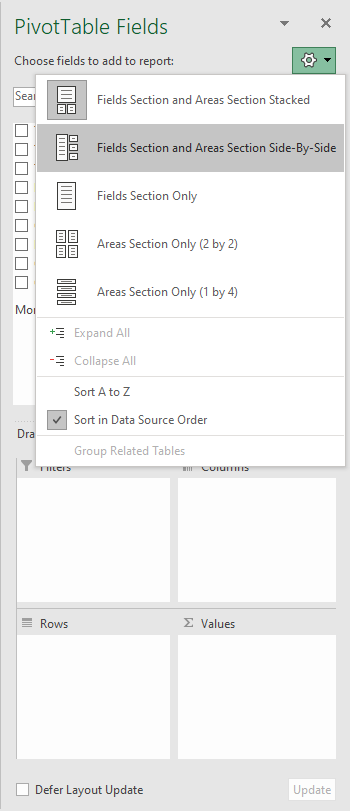 PivotTable Fields
Choose fields to add to report:
Fields Section and Areas Section Stacked
Fields Section and Areas Section Side-By-Side
Fields Section Only
Areas Section Only (2 by 2)
Areas Section Only (1 by 4)
Expand All
Collapse All
Sort A to Z
Sort in Data Source Order
Group Related Tables
Filters
Columns
Rows
Σ Values
Defer Layout Update
Update